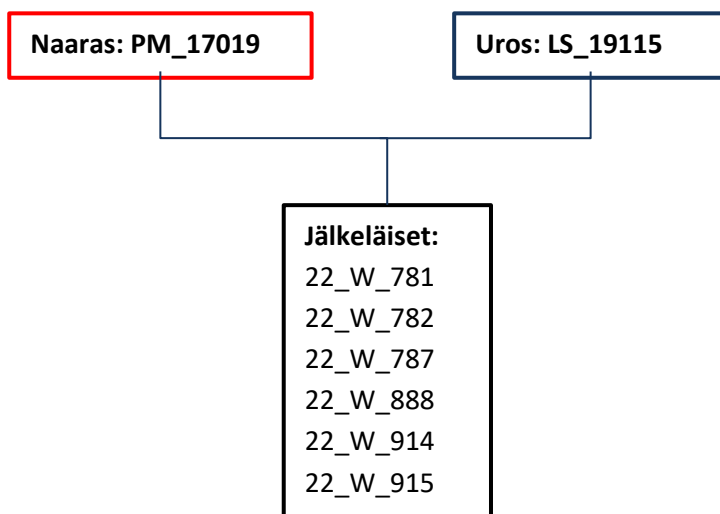 Naaras: PM_17019
Uros: LS_19115
Jälkeläiset:
22_W_781
22_W_782
22_W_787
22_W_888
22_W_914
22_W_915